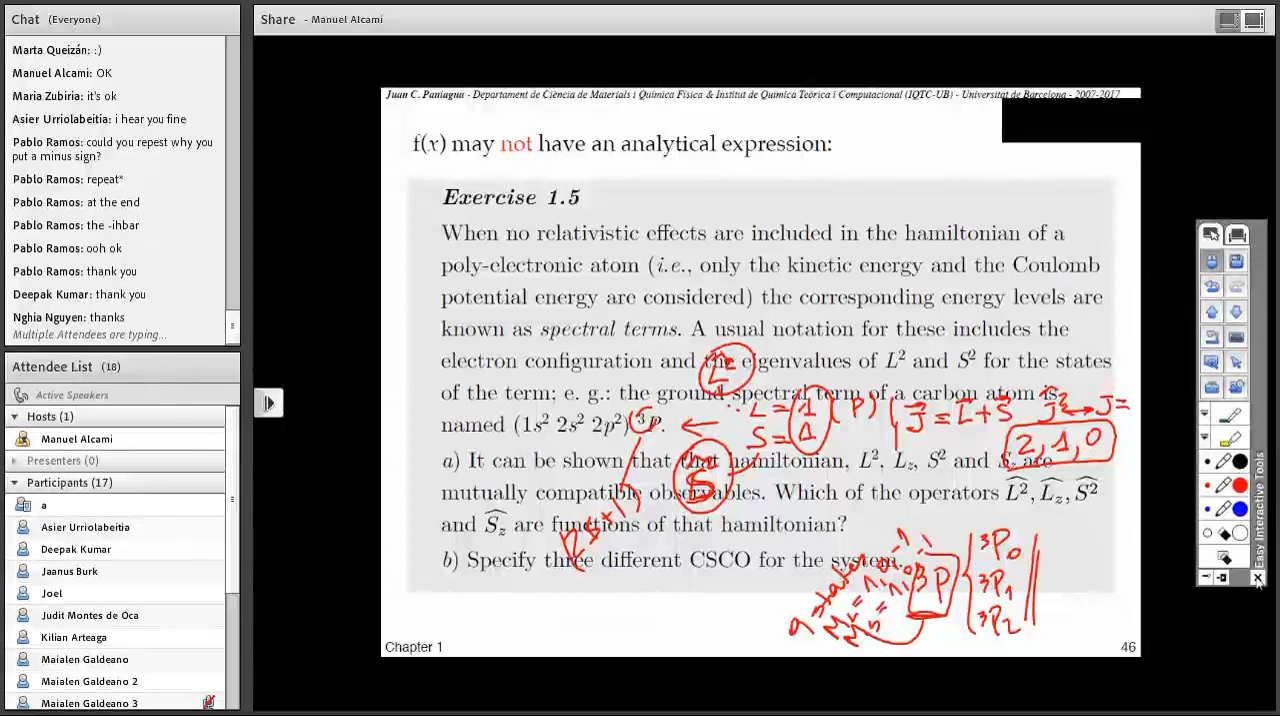 Chat (Everyone)
Marta Queizán: :)
Manuel Alcami: OK
Maria Zubiria: it's ok
Asier Urriolabeitia: i hear you fine
Pablo Ramos: could you repest why you
put a minus sign?
Pablo Ramos: repeat*
Pablo Ramos: at the end
Pablo Ramos: the -ihbar
Pablo Ramos: ooh ok
Pablo Ramos: thank you
Deepak Kumar: thank you
Nghia Nguyen: thanks
Multiple Attendees are typing...
Attendee List (18)
Active Speakers
Hosts (1)
Manuel Alcami
Presenters (0)
Participants (17)
a
Asier Urriolabeitia
Deepak Kumar
Jaanus Burk
Joel
Judit Montes de Oca
Kilian Arteaga
Maialen Galdeano
Maialen Galdeano 2
Maialen Galdeano 3
Share - Manuel Alcami
Juan C. Paniagua - Departament de Ciència de Materials i Química Física & Institut de Química Teòrica i Computacional (IQTC-UB) - Universitat de Barcelona - 2007-2017
f(x) may not have an analytical expression:
Exercise 1.5
When no relativistic effects are included in the hamiltonian of a
poly-electronic atom (i.e., only the kinetic energy and the Coulomb
potential energy are considered) the corresponding energy levels are
known as spectral terms. A usual notation for these includes the
electron configuration and the eigenvalues of L² and S² for the states
of the term; e. g.: the ground spectral term of a carbon atom is
named (1s² 2s² 2p²) ³P.
a) It can be shown that that hamiltonian, L², L_z, S² and S_z are
mutually compatible observables. Which of the operators L̂², L̂_z, Ŝ²
and Ŝ_z are functions of that hamiltonian?
b) Specify three different CSCO for the system.
L = 1 (P)
S = 1
J = L + S
J² ↔ J =
2, 1, 0
(2S+1)
9 states
³P
³P₀
³P₁
³P₂
Chapter 1
46
Easy Interactive Tools